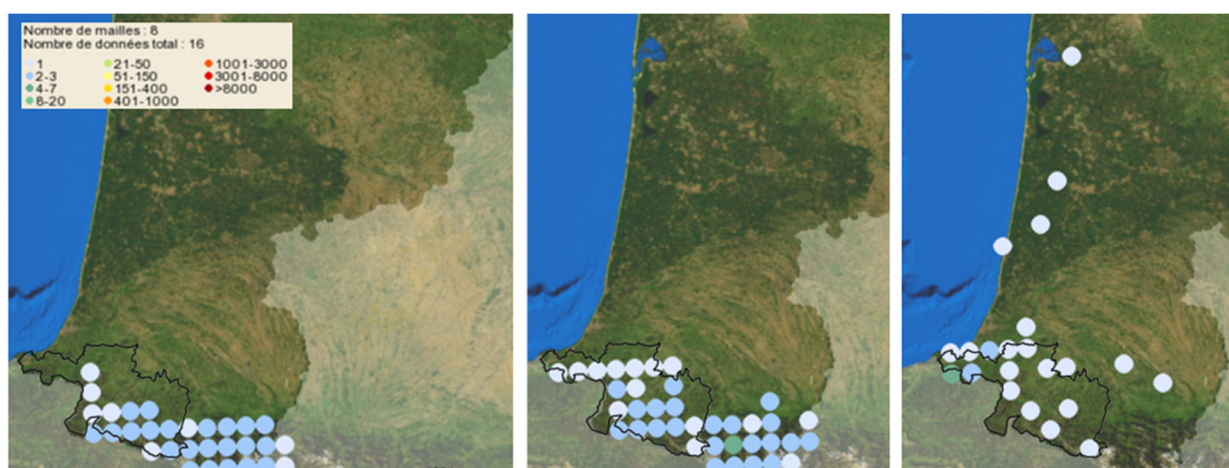 Nombre de mailles : 8
Nombre de données total : 16
1 21-50 1001-3000
2-3 51-150 3001-8000
4-7 151-400 >8000
8-20 401-1000